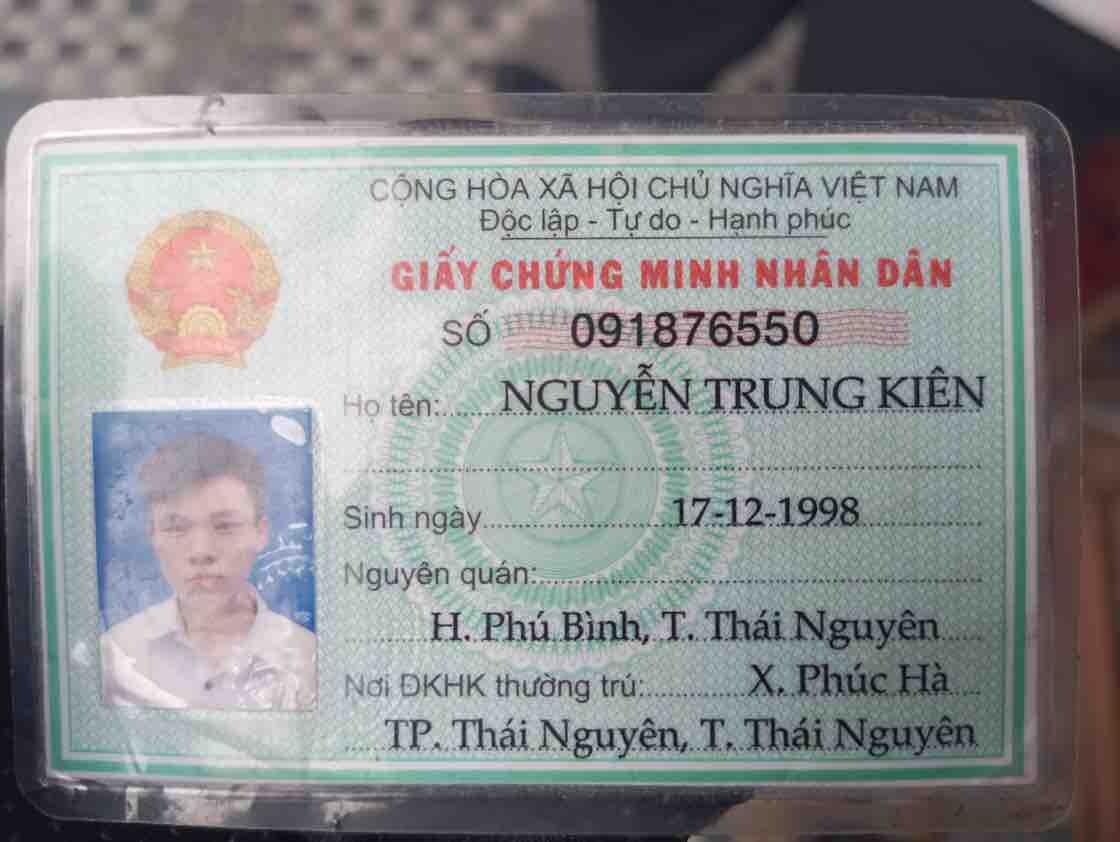 CỘNG HÒA XÃ HỘI CHỦ NGHĨA VIỆT NAM
Độc lập - Tự do - Hạnh phúc
GIẤY CHỨNG MINH NHÂN DÂN
SỐ 091876550
Họ tên: NGUYỄN TRUNG KIÊN
Sinh ngày 17-12-1998
Nguyên quán:
H. Phú Bình, T. Thái Nguyên
Nơi ĐKHK thường trú: X. Phúc Hà
TP. Thái Nguyên, T. Thái Nguyên